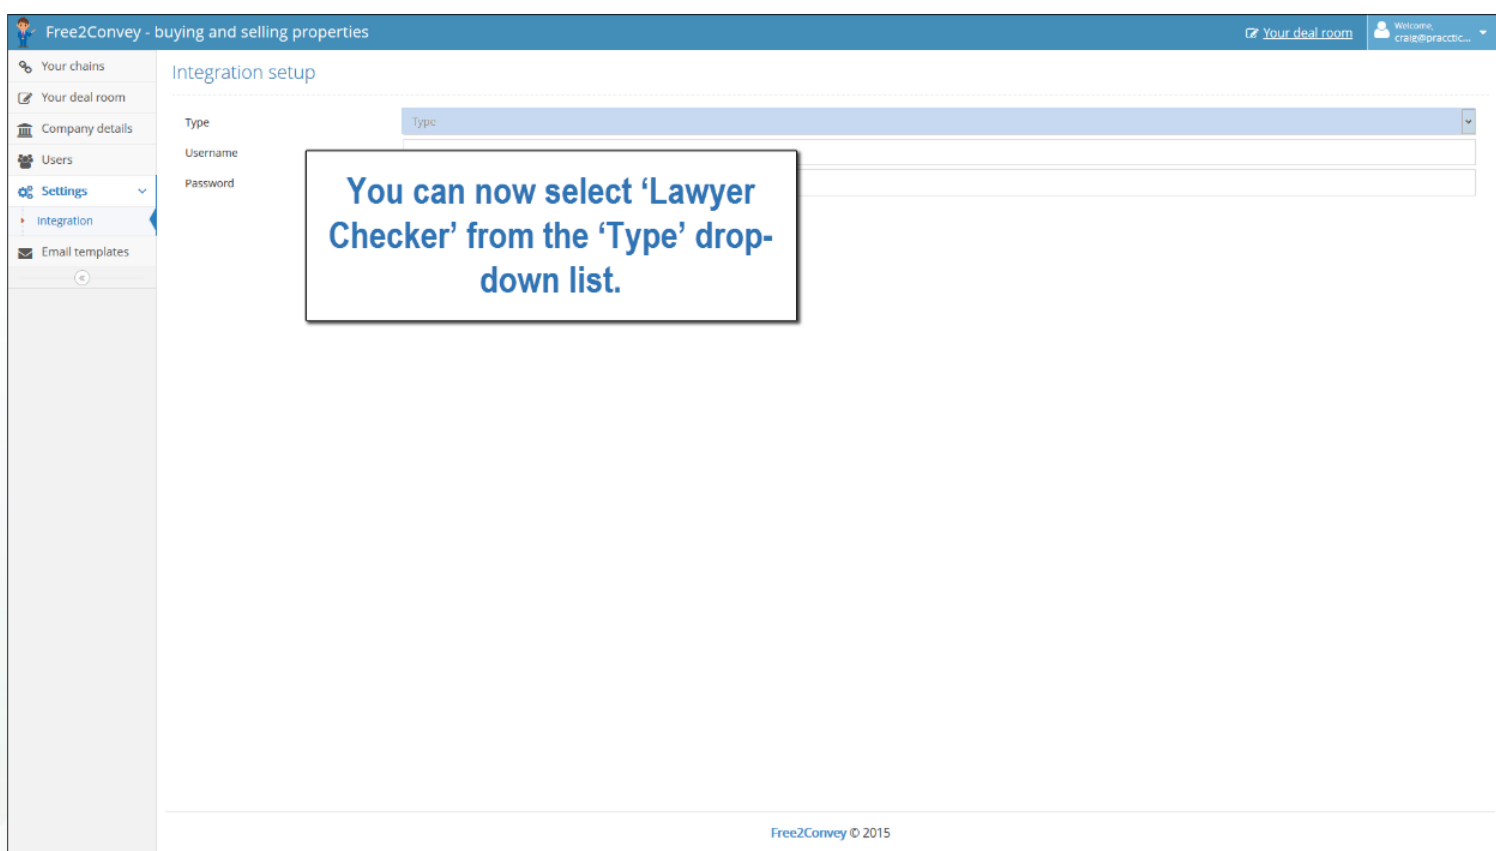 Free2Convey - buying and selling properties
Your deal room
Welcome,
craig@pracctic...
Your chains
Your deal room
Company details
Users
Settings
Integration
Email templates
Integration setup
Type
Type
Username
Password
You can now select ‘Lawyer
Checker’ from the ‘Type’ drop-
down list.
Free2Convey © 2015